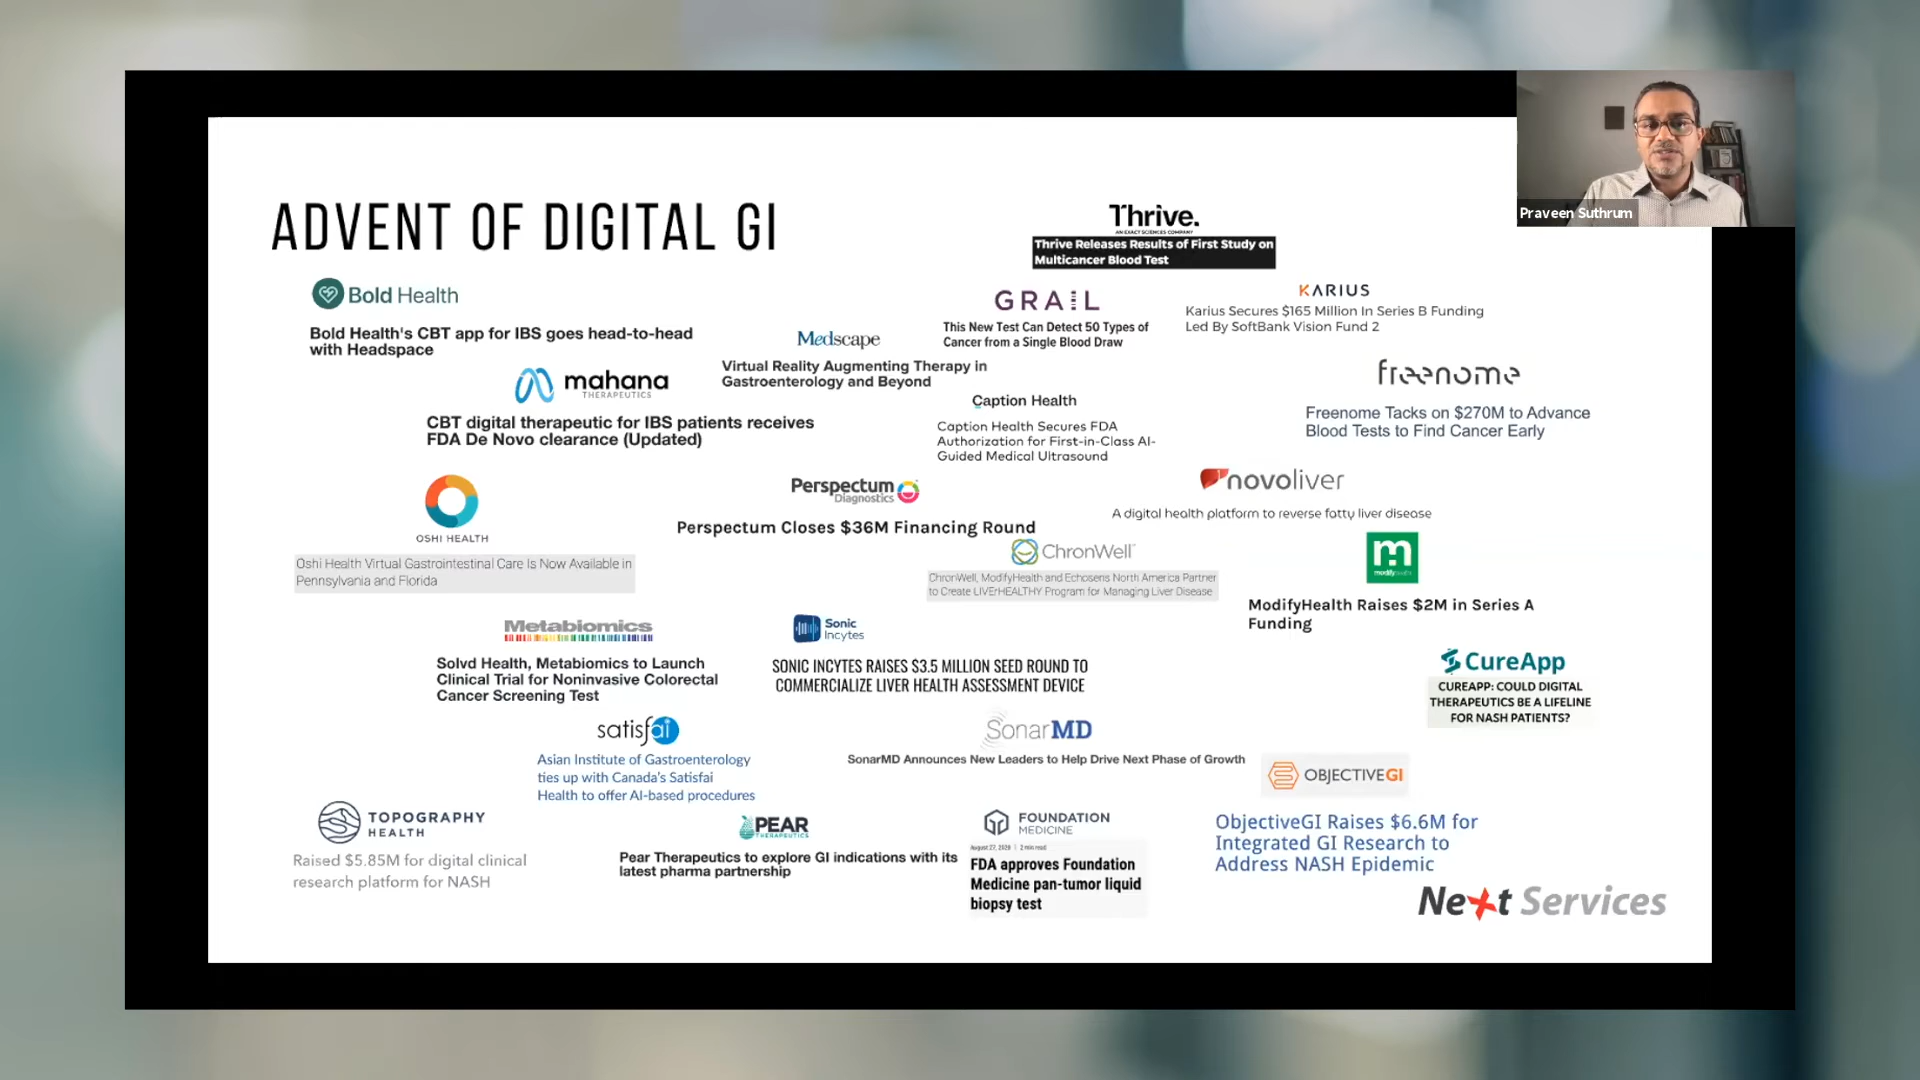 Praveen Suthrum
ADVENT OF DIGITAL GI
Thrive.
AN EXACT SCIENCES COMPANY
Thrive Releases Results of First Study on
Multicancer Blood Test
Bold Health
Bold Health's CBT app for IBS goes head-to-head
with Headspace
Medscape
Virtual Reality Augmenting Therapy in
Gastroenterology and Beyond
GRAIL
This New Test Can Detect 50 Types of
Cancer from a Single Blood Draw
KARIUS
Karius Secures $165 Million In Series B Funding
Led By SoftBank Vision Fund 2
mahana
THERAPEUTICS
CBT digital therapeutic for IBS patients receives
FDA De Novo clearance (Updated)
Caption Health
Caption Health Secures FDA
Authorization for First-in-Class AI-
Guided Medical Ultrasound
freenome
Freenome Tacks on $270M to Advance
Blood Tests to Find Cancer Early
OSHI HEALTH
Oshi Health Virtual Gastrointestinal Care Is Now Available in
Pennsylvania and Florida
Perspectum
Diagnostics
Perspectum Closes $36M Financing Round
novoliver
A digital health platform to reverse fatty liver disease
ChronWell
ChronWell, ModifyHealth and Echosens North America Partner
to Create LIVErHEALTHY Program for Managing Liver Disease
m
modifyhealth
ModifyHealth Raises $2M in Series A
Funding
Metabiomics
Solvd Health, Metabiomics to Launch
Clinical Trial for Noninvasive Colorectal
Cancer Screening Test
Sonic
Incytes
SONIC INCYTES RAISES $3.5 MILLION SEED ROUND TO
COMMERCIALIZE LIVER HEALTH ASSESSMENT DEVICE
CureApp
CUREAPP: COULD DIGITAL
THERAPEUTICS BE A LIFELINE
FOR NASH PATIENTS?
satisfai
Asian Institute of Gastroenterology
ties up with Canada's Satisfai
Health to offer AI-based procedures
SonarMD
SonarMD Announces New Leaders to Help Drive Next Phase of Growth
OBJECTIVEGI
ObjectiveGI Raises $6.6M for
Integrated GI Research to
Address NASH Epidemic
TOPOGRAPHY
HEALTH
Raised $5.85M for digital clinical
research platform for NASH
PEAR
THERAPEUTICS
Pear Therapeutics to explore GI indications with its
latest pharma partnership
FOUNDATION
MEDICINE
August 27, 2020 | 2 min read
FDA approves Foundation
Medicine pan-tumor liquid
biopsy test
Next Services